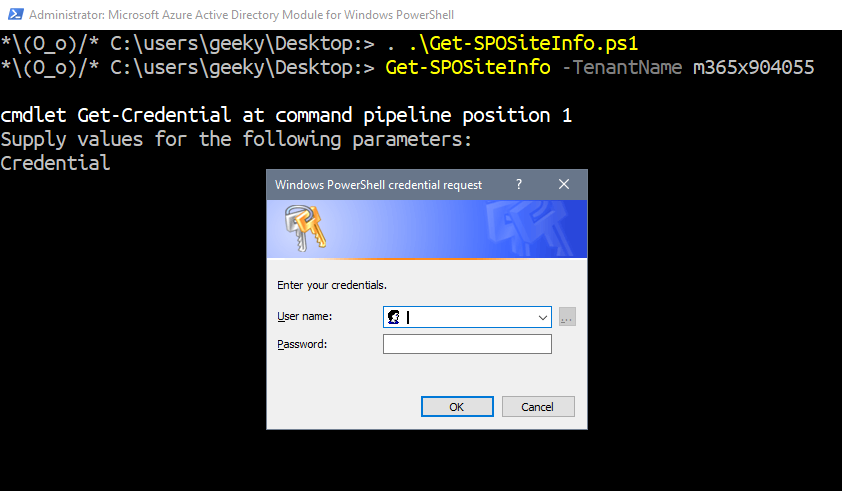 Administrator: Microsoft Azure Active Directory Module for Windows PowerShell
*\(O_o)/* C:\users\geeky\Desktop:> . .\Get-SPOSiteInfo.ps1
*\(O_o)/* C:\users\geeky\Desktop:> Get-SPOSiteInfo -TenantName m365x904055
cmdlet Get-Credential at command pipeline position 1
Supply values for the following parameters:
Credential
Windows PowerShell credential request ?
Enter your credentials.
User name:
...
Password:
OK Cancel